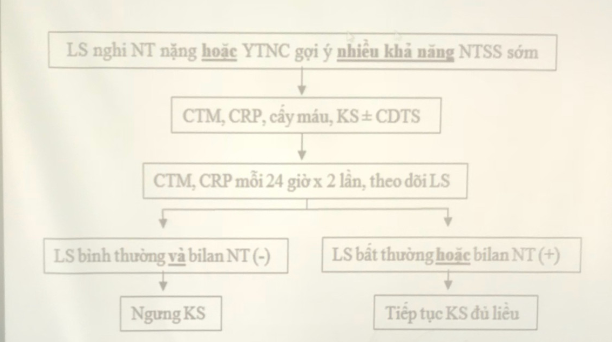 LS nghi NT nặng hoặc YTNC gợi ý nhiều khả năng NTSS sớm
CTM, CRP, cấy máu, KS ± CDTS
CTM, CRP mỗi 24 giờ x 2 lần, theo dõi LS
LS bình thường và bilan NT (-)
LS bất thường hoặc bilan NT (+)
Ngưng KS
Tiếp tục KS đủ liều